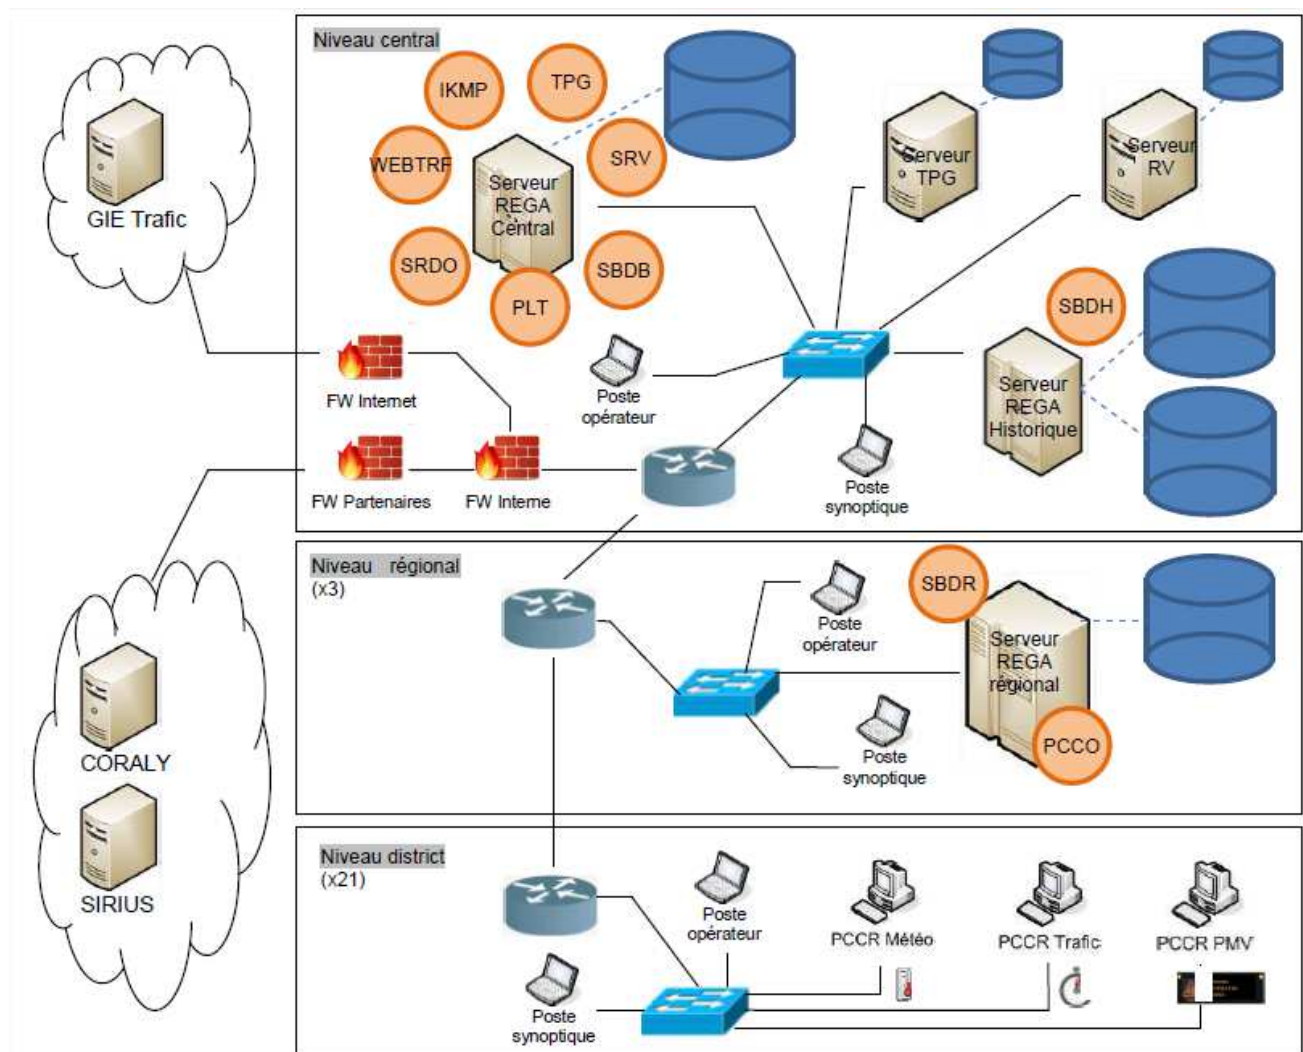 Niveau central
IKMP
TPG
WEBTRF
SRV
Serveur
REGA
Central
SRDO
SBDB
PLT
Serveur
TPG
Serveur
RV
GIE Trafic
SBDH
FW Internet
Poste
opérateur
Serveur
REGA
Historique
FW Partenaires
FW Interne
Poste
synoptique
Niveau régional
(x3)
SBDR
Poste
opérateur
Serveur
REGA
régional
PCCO
Poste
synoptique
CORALY
SIRIUS
Niveau district
(x21)
Poste
opérateur
PCCR Météo
PCCR Trafic
PCCR PMV
Poste
synoptique